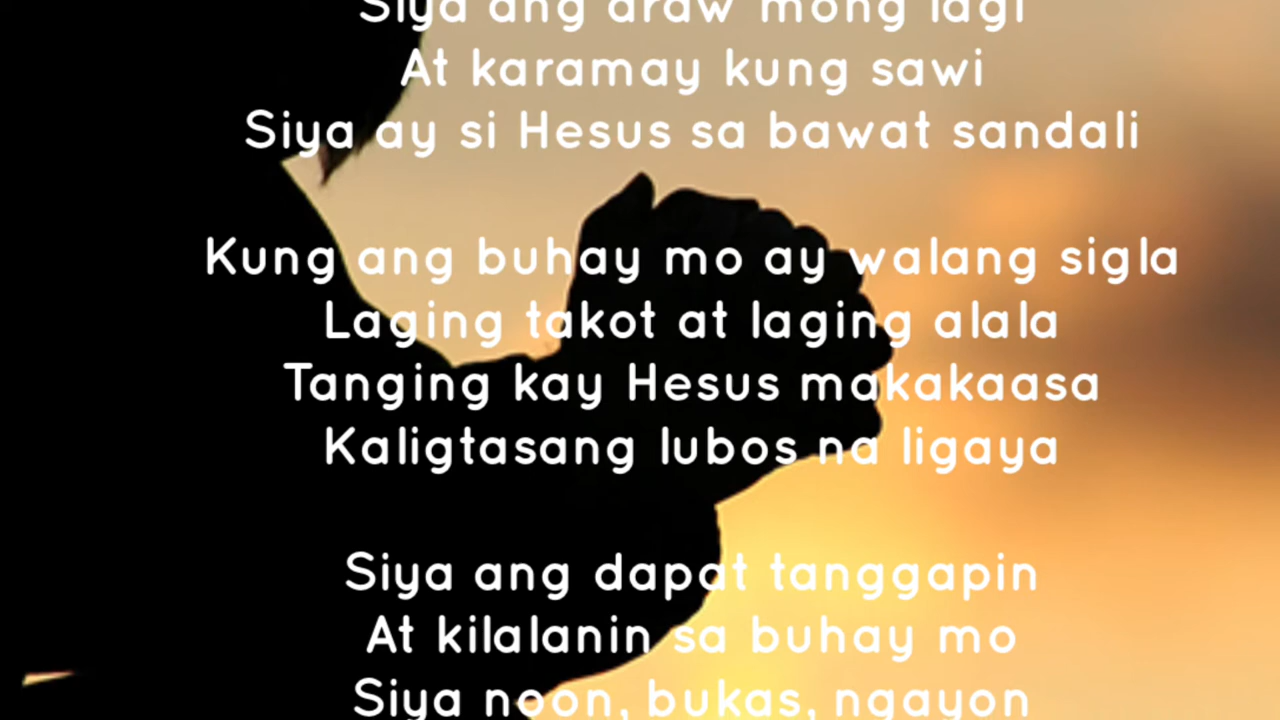 Siya ang araw mong lagi
At karamay kung sawi
Siya ay si Hesus sa bawat sandali
Kung ang buhay mo ay walang sigla
Laging takot at laging alala
Tanging kay Hesus makakaasa
Kaligtasang lubos na ligaya
Siya ang dapat tanggapin
At kilalanin sa buhay mo
Siya noon, bukas, ngayon